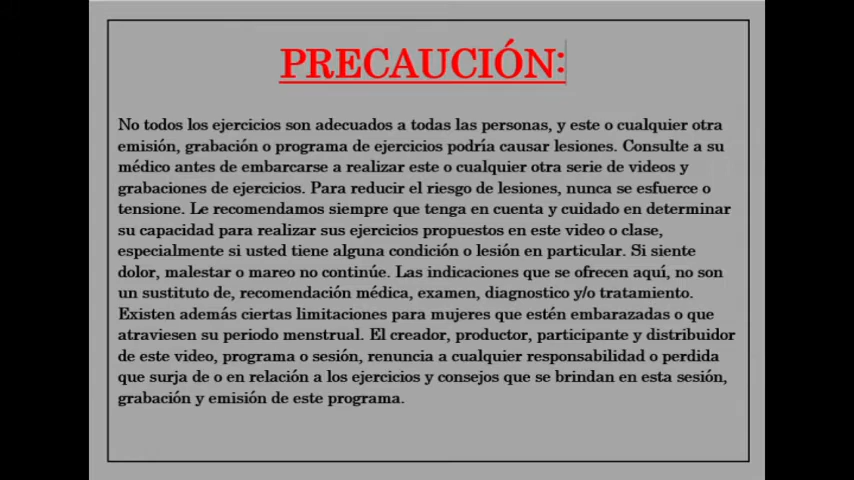 PRECAUCIÓN:
No todos los ejercicios son adecuados a todas las personas, y este o cualquier otra
emisión, grabación o programa de ejercicios podría causar lesiones. Consulte a su
médico antes de embarcarse a realizar este o cualquier otra serie de videos y
grabaciones de ejercicios. Para reducir el riesgo de lesiones, nunca se esfuerce o
tensione. Le recomendamos siempre que tenga en cuenta y cuidado en determinar
su capacidad para realizar sus ejercicios propuestos en este video o clase,
especialmente si usted tiene alguna condición o lesión en particular. Si siente
dolor, malestar o mareo no continúe. Las indicaciones que se ofrecen aquí, no son
un sustituto de, recomendación médica, examen, diagnostico y/o tratamiento.
Existen además ciertas limitaciones para mujeres que estén embarazadas o que
atraviesen su periodo menstrual. El creador, productor, participante y distribuidor
de este video, programa o sesión, renuncia a cualquier responsabilidad o perdida
que surja de o en relación a los ejercicios y consejos que se brindan en esta sesión,
grabación y emisión de este programa.